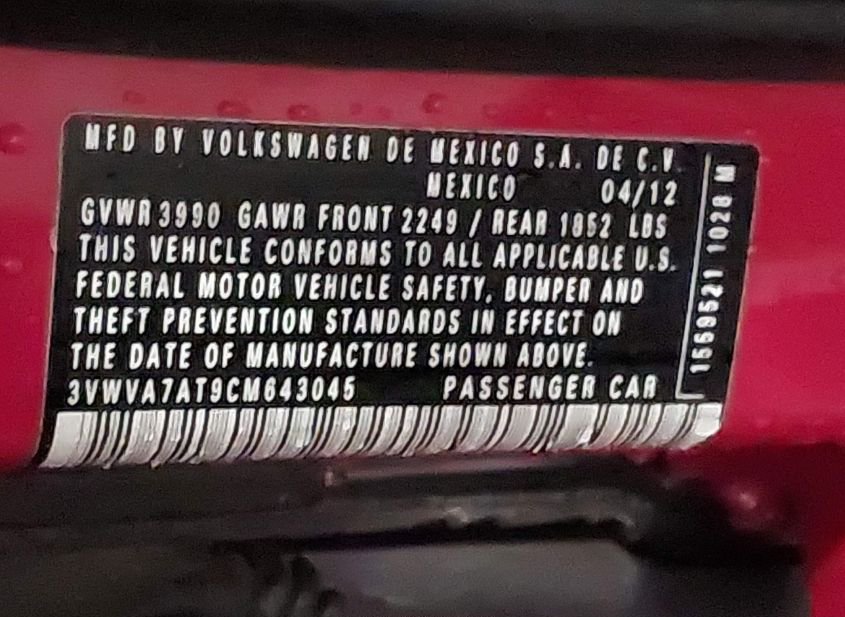 MFD BY VOLKSWAGEN DE MEXICO S.A. DE C.V.
MEXICO 04/12
GVWR 3990 GAWR FRONT 2249 / REAR 1852 LBS
THIS VEHICLE CONFORMS TO ALL APPLICABLE U.S.
FEDERAL MOTOR VEHICLE SAFETY, BUMPER AND
THEFT PREVENTION STANDARDS IN EFFECT ON
THE DATE OF MANUFACTURE SHOWN ABOVE.
3VWVA7AT9CM643045 PASSENGER CAR
1559521 1028 M